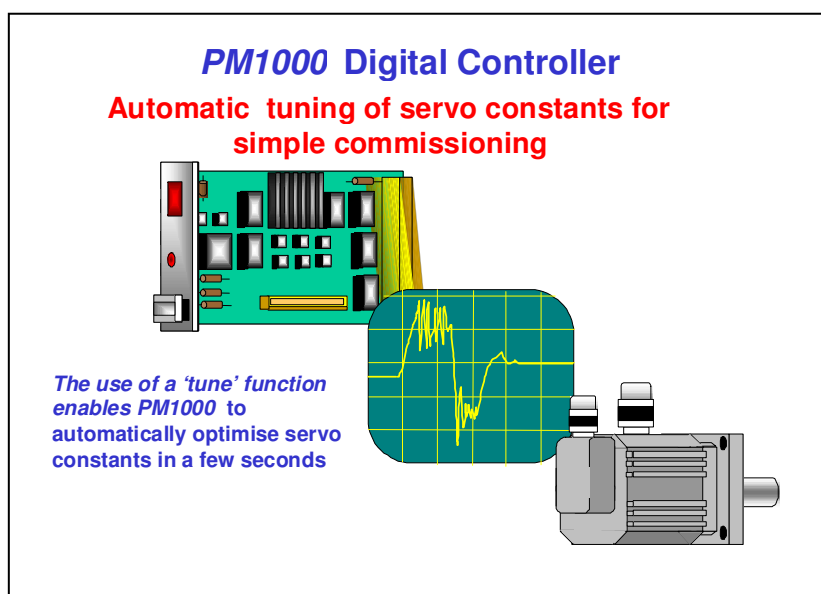 PM1000 Digital Controller
Automatic tuning of servo constants for
simple commissioning
The use of a ‘tune’ function
enables PM1000 to
automatically optimise servo
constants in a few seconds